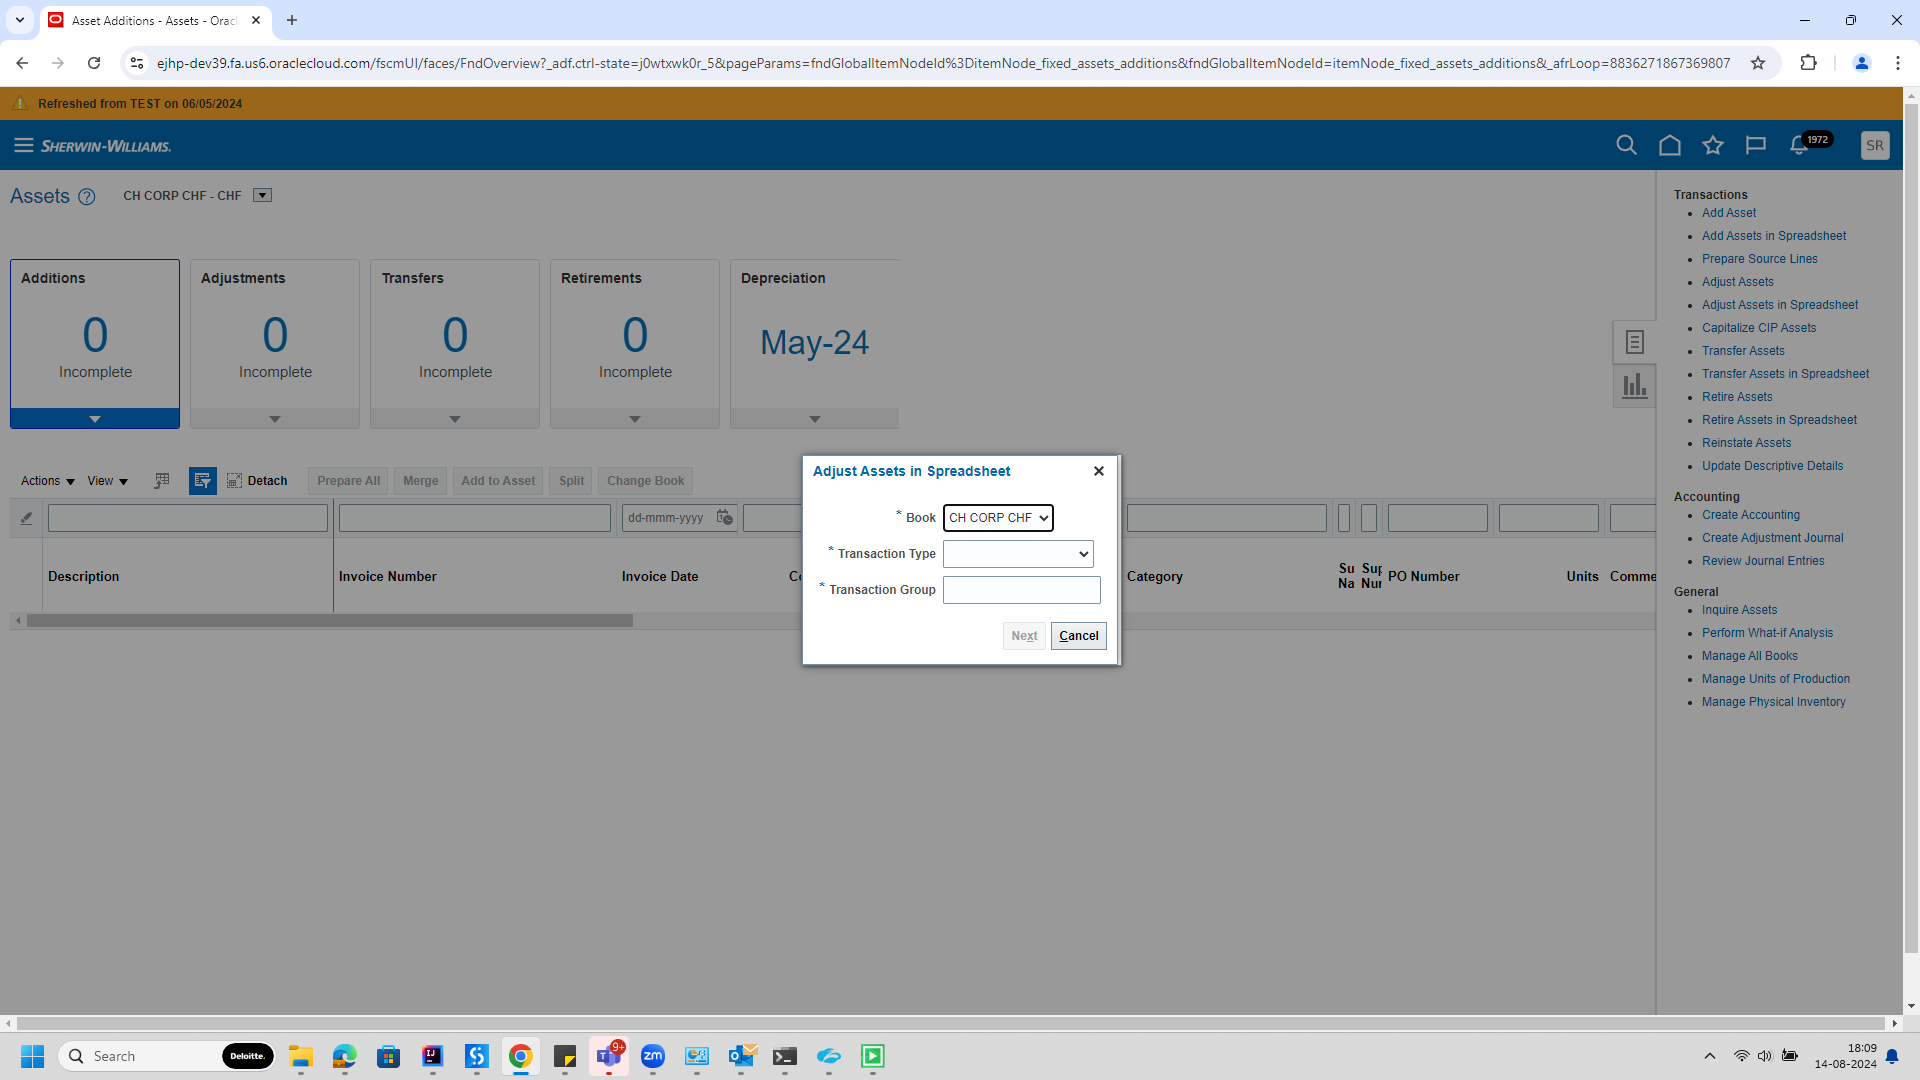 Asset Additions - Assets - Orac
ejhp-dev39.fa.us6.oraclecloud.com/fscmUI/faces/FndOverview?_adf.ctrl-state=j0wtxwk0r_5&pageParams=fndGlobalItemNodeId%3DitemNode_fixed_assets_additions&fndGlobalItemNodeId=itemNode_fixed_assets_additions&_afrLoop=8836271867369807
Refreshed from TEST on 06/05/2024
SHERWIN-WILLIAMS.
1972
SR
Assets
CH CORP CHF - CHF
Additions
0
Incomplete
Adjustments
0
Incomplete
Transfers
0
Incomplete
Retirements
0
Incomplete
Depreciation
May-24
Actions
View
Detach
Prepare All
Merge
Add to Asset
Split
Change Book
dd-mmm-yyyy
Description
Invoice Number
Invoice Date
Co
Category
Su
Na
Sup
Nur
PO Number
Units
Comme
Adjust Assets in Spreadsheet
* Book
CH CORP CHF
* Transaction Type
* Transaction Group
Next
Cancel
Transactions
Add Asset
Add Assets in Spreadsheet
Prepare Source Lines
Adjust Assets
Adjust Assets in Spreadsheet
Capitalize CIP Assets
Transfer Assets
Transfer Assets in Spreadsheet
Retire Assets
Retire Assets in Spreadsheet
Reinstate Assets
Update Descriptive Details
Accounting
Create Accounting
Create Adjustment Journal
Review Journal Entries
General
Inquire Assets
Perform What-if Analysis
Manage All Books
Manage Units of Production
Manage Physical Inventory
Search
Deloitte.
9+
zm
18:09
14-08-2024